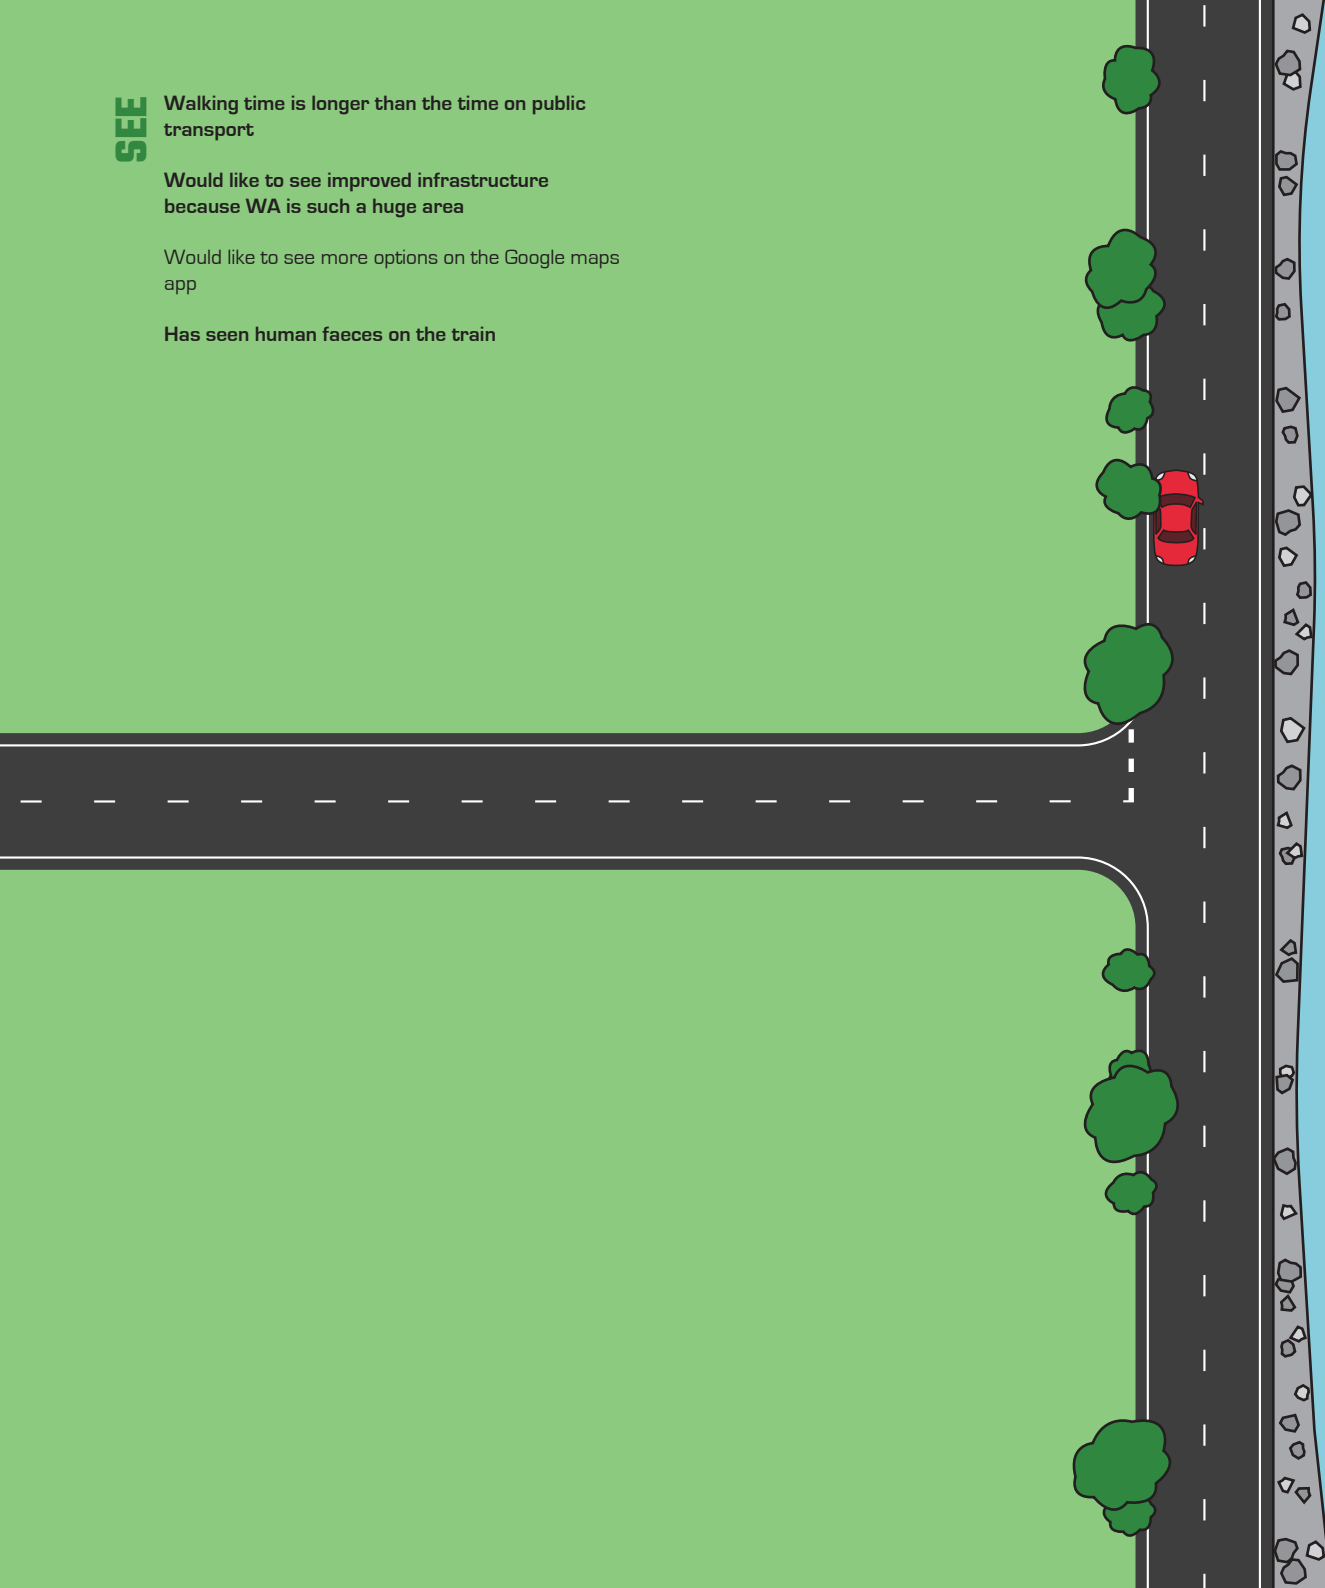 SEE
Walking time is longer than the time on public
transport
Would like to see improved infrastructure
because WA is such a huge area
Would like to see more options on the Google maps
app
Has seen human faeces on the train